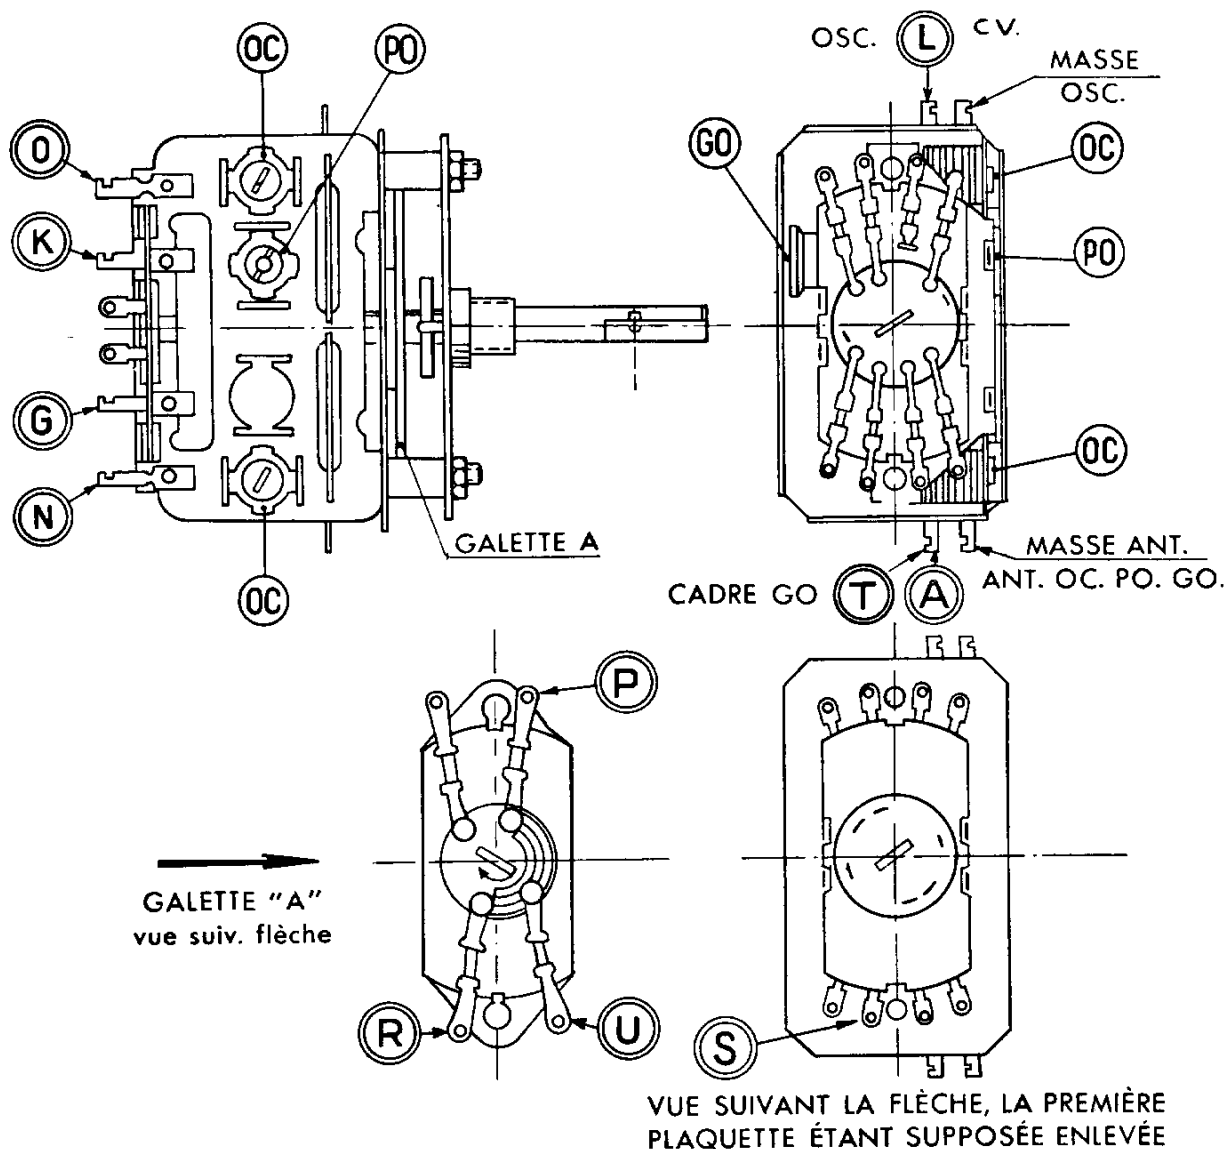 OC
PO
O
K
G
N
OC
GALETTE A
OSC. L CV.
MASSE
OSC.
GO
OC
PO
OC
MASSE ANT.
ANT. OC. PO. GO.
CADRE GO T A
P
R
U
GALETTE "A"
vue suiv. flèche
S
VUE SUIVANT LA FLÈCHE, LA PREMIÈRE
PLAQUETTE ÉTANT SUPPOSÉE ENLEVÉE